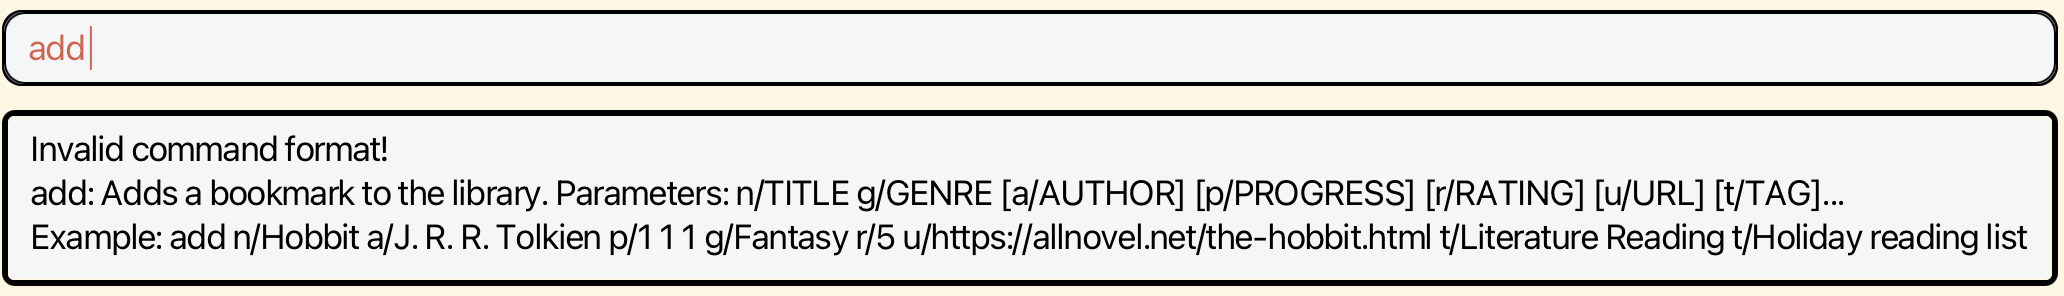 add
Invalid command format!
add: Adds a bookmark to the library. Parameters: n/TITLE g/GENRE [a/AUTHOR] [p/PROGRESS] [r/RATING] [u/URL] [t/TAG]...
Example: add n/Hobbit a/J. R. R. Tolkien p/1 1 1 g/Fantasy r/5 u/https://allnovel.net/the-hobbit.html t/Literature Reading t/Holiday reading list